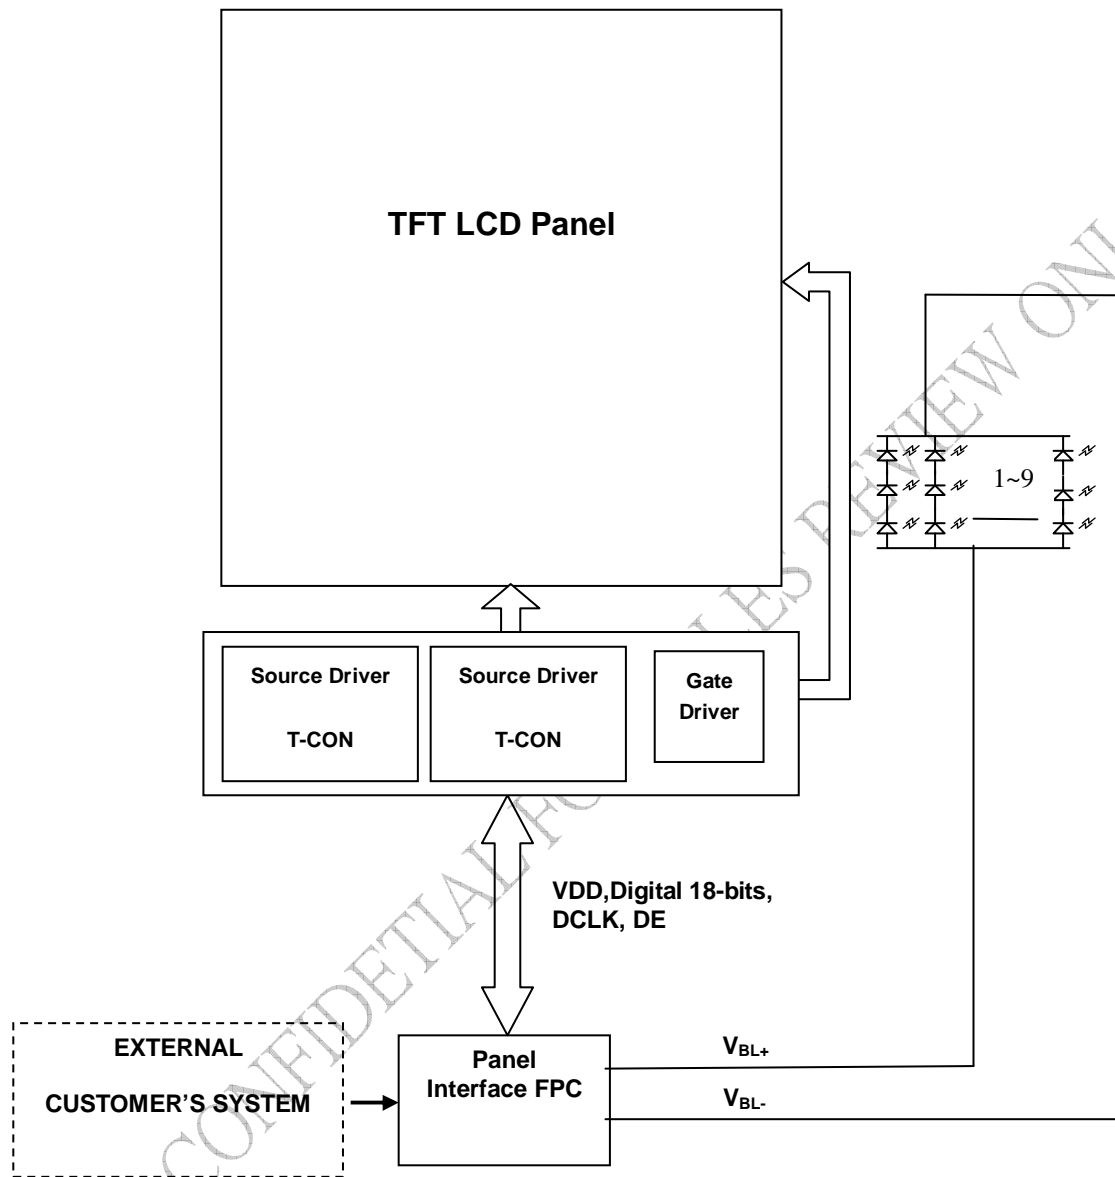 TFT LCD Panel
1~9
Source Driver
T-CON
Source Driver
T-CON
Gate
Driver
VDD,Digital 18-bits,
DCLK, DE
EXTERNAL
CUSTOMER'S SYSTEM
Panel
Interface FPC
VBL+
VBL-